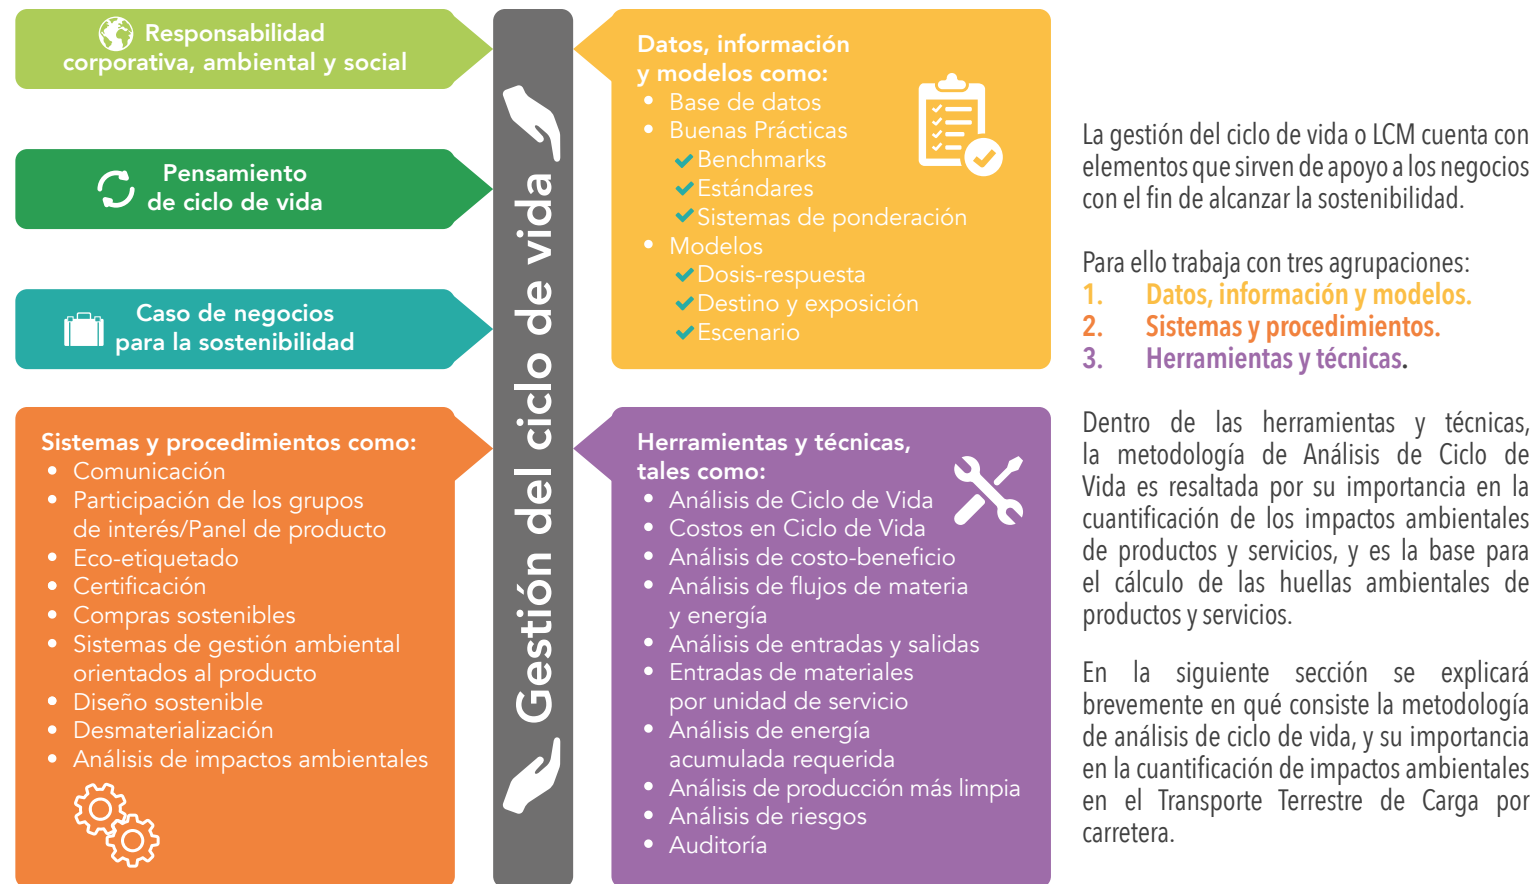 Responsabilidad
corporativa, ambiental y social
Pensamiento
de ciclo de vida
Caso de negocios
para la sostenibilidad
Sistemas y procedimientos como:
• Comunicación
• Participación de los grupos
de interés/Panel de producto
• Eco-etiquetado
• Certificación
• Compras sostenibles
• Sistemas de gestión ambiental
orientados al producto
• Diseño sostenible
• Desmaterialización
• Análisis de impactos ambientales
Gestión del ciclo de vida
Datos, información
y modelos como:
• Base de datos
• Buenas Prácticas
✔Benchmarks
✔Estándares
✔Sistemas de ponderación
• Modelos
✔Dosis-respuesta
✔Destino y exposición
✔Escenario
Herramientas y técnicas,
tales como:
• Análisis de Ciclo de Vida
• Costos en Ciclo de Vida
• Análisis de costo-beneficio
• Análisis de flujos de materia
y energía
• Análisis de entradas y salidas
• Entradas de materiales
por unidad de servicio
• Análisis de energía
acumulada requerida
• Análisis de producción más limpia
• Análisis de riesgos
• Auditoría
La gestión del ciclo de vida o LCM cuenta con
elementos que sirven de apoyo a los negocios
con el fin de alcanzar la sostenibilidad.
Para ello trabaja con tres agrupaciones:
1. Datos, información y modelos.
2. Sistemas y procedimientos.
3. Herramientas y técnicas.
Dentro de las herramientas y técnicas,
la metodología de Análisis de Ciclo de
Vida es resaltada por su importancia en la
cuantificación de los impactos ambientales
de productos y servicios, y es la base para
el cálculo de las huellas ambientales de
productos y servicios.
En la siguiente sección se explicará
brevemente en qué consiste la metodología
de análisis de ciclo de vida, y su importancia
en la cuantificación de impactos ambientales
en el Transporte Terrestre de Carga por
carretera.